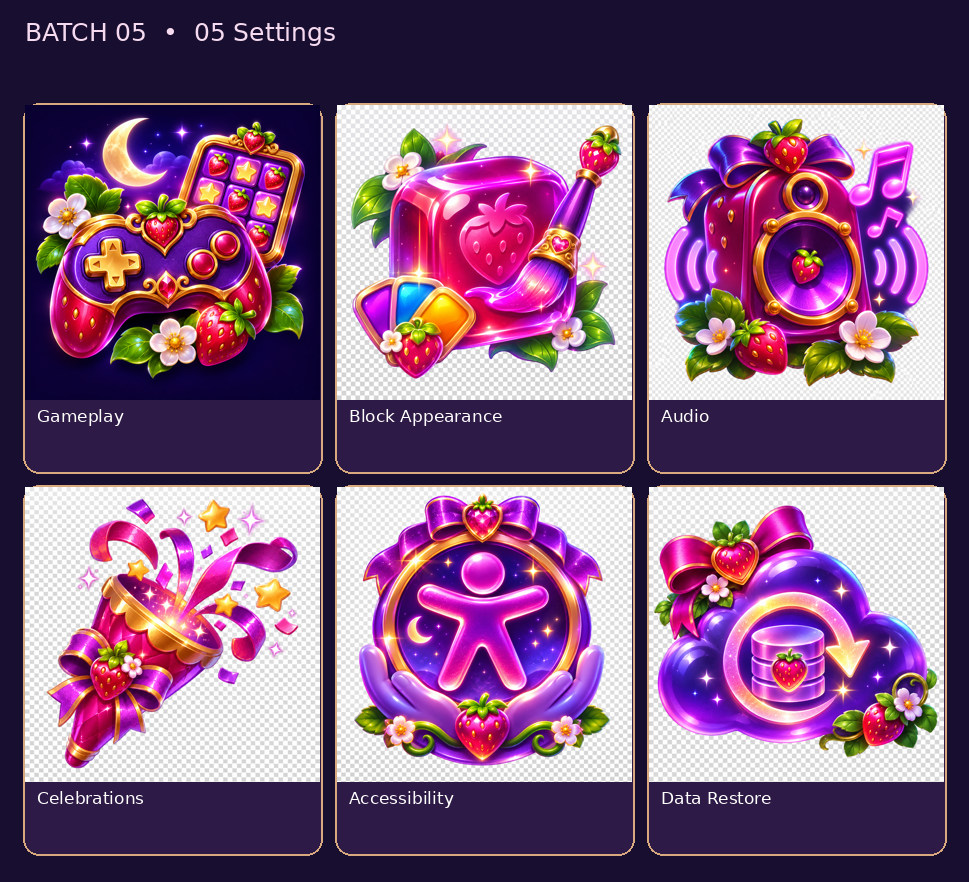 BATCH 05 • 05 Settings
Gameplay
Block Appearance
Audio
Celebrations
Accessibility
Data Restore